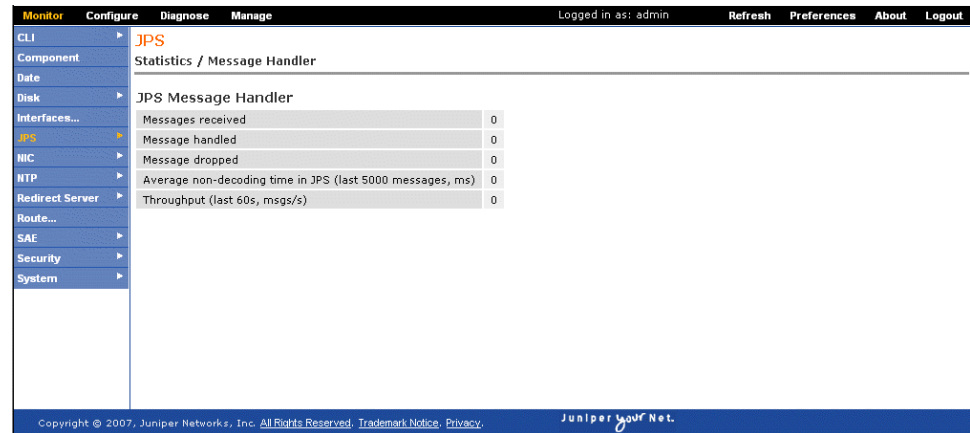 Monitor Configure Diagnose Manage Logged in as: admin Refresh Preferences About Logout
CLI
Component
Date
Disk
Interfaces...
JPS
NIC
NTP
Redirect Server
Route...
SAE
Security
System
JPS
Statistics / Message Handler
JPS Message Handler
Messages received 0
Message handled 0
Message dropped 0
Average non-decoding time in JPS (last 5000 messages, ms) 0
Throughput (last 60s, msgs/s) 0
Copyright © 2007, Juniper Networks, Inc. All Rights Reserved. Trademark Notice. Privacy.
Juniper your Net.